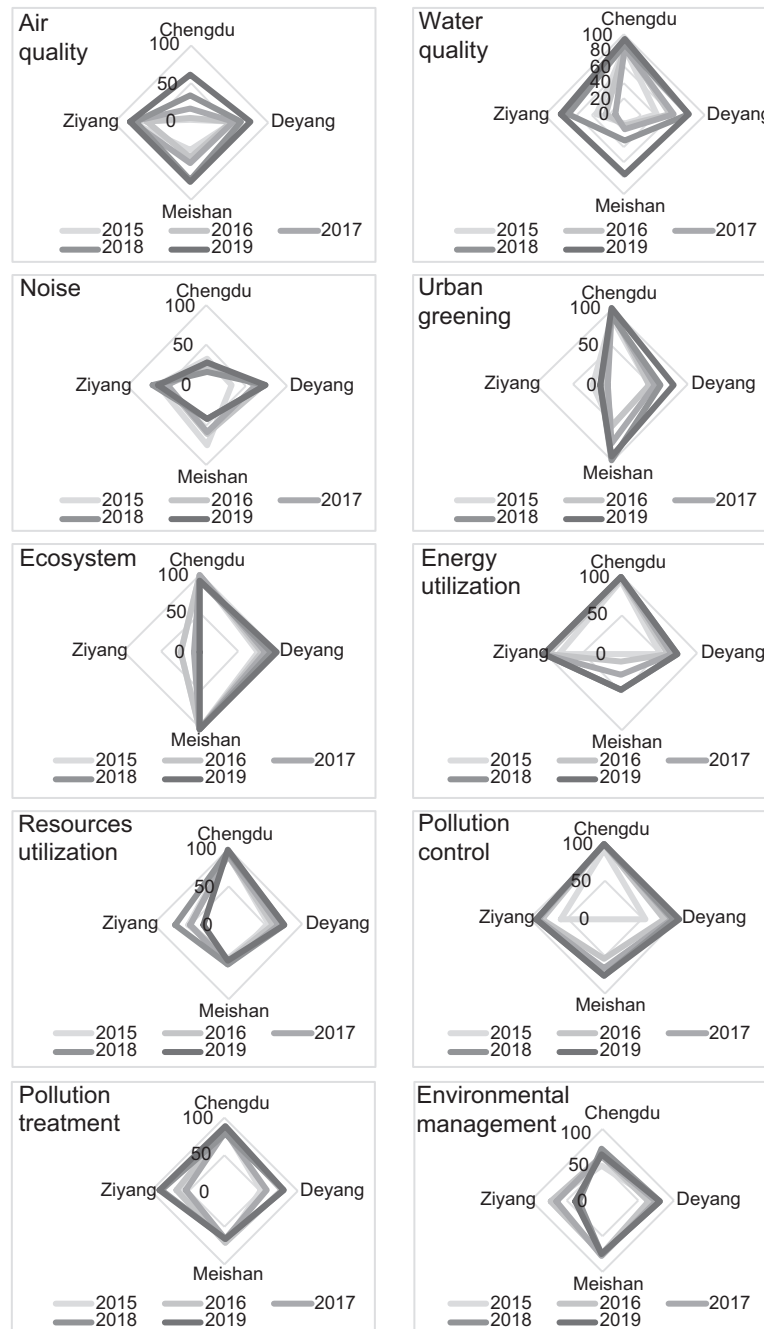 Air
quality
Chengdu
100
50
0
Ziyang
Deyang
Meishan
2015 2016 2017
2018 2019
Water
quality
Chengdu
100
80
60
40
20
0
Ziyang
Deyang
Meishan
2015 2016 2017
2018 2019
Noise
Chengdu
100
50
0
Ziyang
Deyang
Meishan
2015 2016 2017
2018 2019
Urban
greening
Chengdu
100
50
0
Ziyang
Deyang
Meishan
2015 2016 2017
2018 2019
Ecosystem
Chengdu
100
50
0
Ziyang
Deyang
Meishan
2015 2016 2017
2018 2019
Energy
utilization
Chengdu
100
50
0
Ziyang
Deyang
Meishan
2015 2016 2017
2018 2019
Resources
utilization
Chengdu
100
50
0
Ziyang
Deyang
Meishan
2015 2016 2017
2018 2019
Pollution
control
Chengdu
100
50
0
Ziyang
Deyang
Meishan
2015 2016 2017
2018 2019
Pollution
treatment
Chengdu
100
50
0
Ziyang
Deyang
Meishan
2015 2016 2017
2018 2019
Environmental
management
Chengdu
100
50
0
Ziyang
Deyang
Meishan
2015 2016 2017
2018 2019